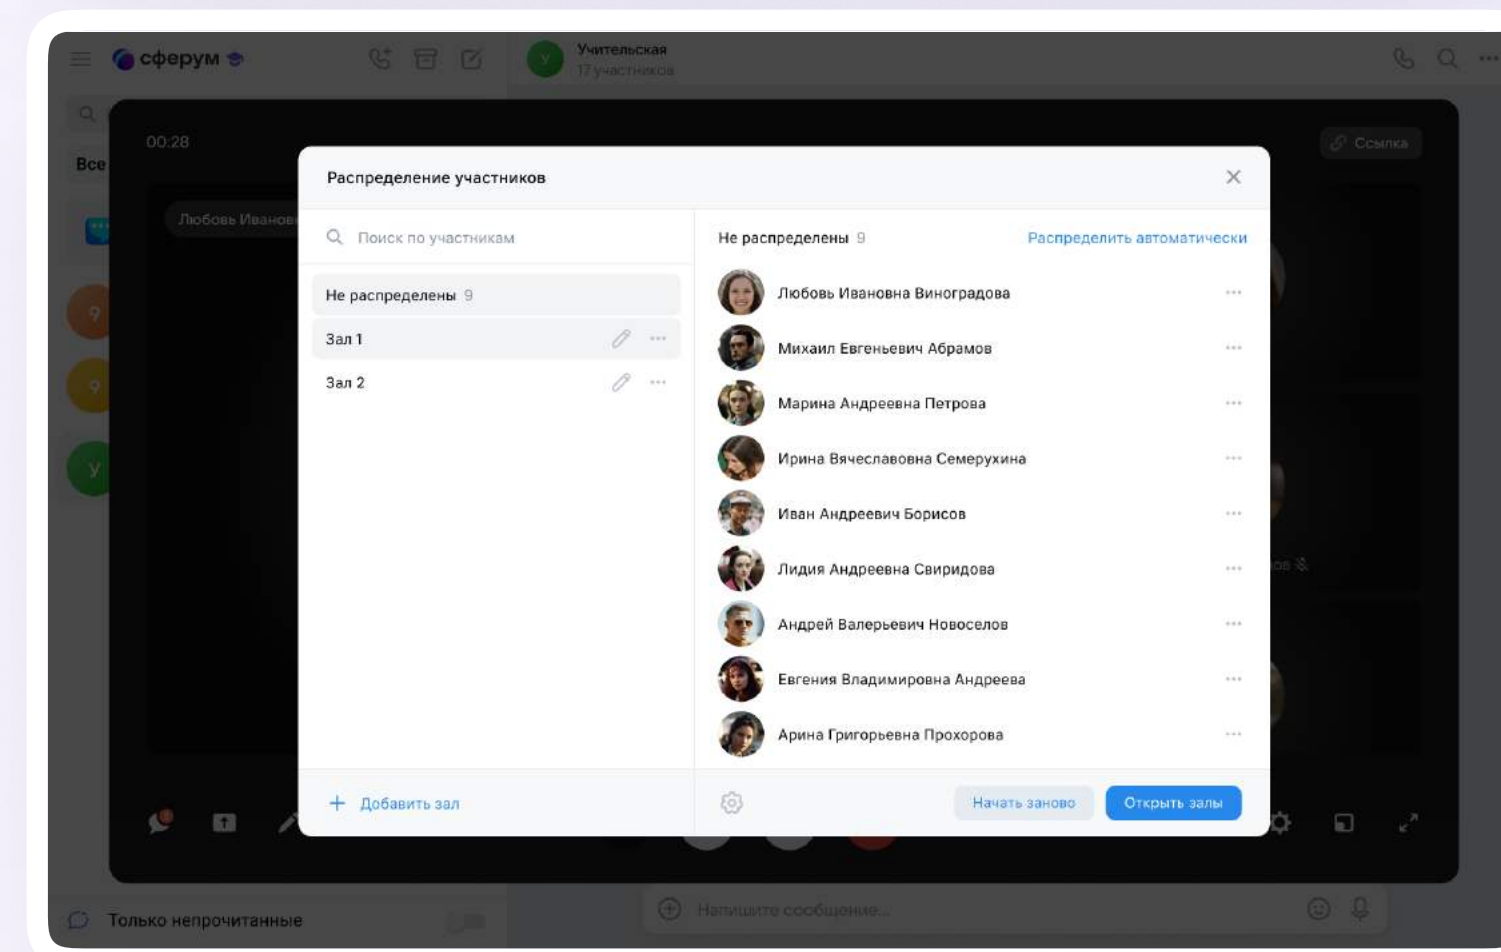 сферум
Учительская
17 участников
У
00:28
Ссылка
Все
Распределение участников
Любовь Иванов
Поиск по участникам
Не распределены 9
Распределить автоматически
Не распределены 9
Зал 1
Зал 2
Любовь Ивановна Виноградова
Михаил Евгеньевич Абрамов
Марина Андреевна Петрова
Ирина Вячеславовна Семерухина
Иван Андреевич Борисов
Лидия Андреевна Свиридова
Андрей Валерьевич Новоселов
Евгения Владимировна Андреева
Арина Григорьевна Прохорова
9
9
У
ов
Добавить зал
Начать заново
Открыть залы
Только непрочитанные
Напишите сообщение...